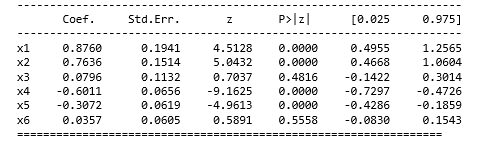 Coef. Std.Err. z P>|z| [0.025 0.975]
x1 0.8760 0.1941 4.5128 0.0000 0.4955 1.2565
x2 0.7636 0.1514 5.0432 0.0000 0.4668 1.0604
x3 0.0796 0.1132 0.7037 0.4816 -0.1422 0.3014
x4 -0.6011 0.0656 -9.1625 0.0000 -0.7297 -0.4726
x5 -0.3072 0.0619 -4.9613 0.0000 -0.4286 -0.1859
x6 0.0357 0.0605 0.5891 0.5558 -0.0830 0.1543